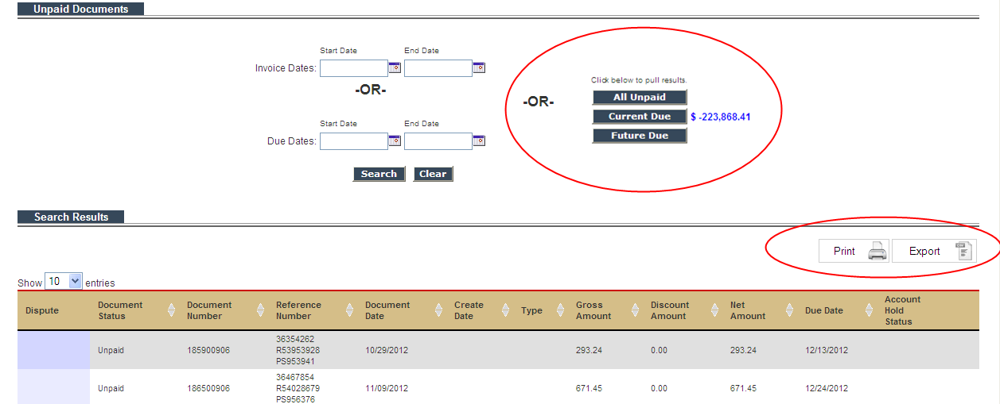 Unpaid Documents
Start Date End Date
Invoice Dates:
-OR-
Start Date End Date
Due Dates:
Search Clear
-OR-
Click below to pull results.
All Unpaid
Current Due $ -223,868.41
Future Due
Search Results
Print Export
Show 10 entries
Dispute
Document
Status
Document
Number
Reference
Number
Document
Date
Create
Date
Type
Gross
Amount
Discount
Amount
Net
Amount
Due Date
Account
Hold
Status
Unpaid
185900906
36354262
R53953928
PS953941
10/29/2012
293.24
0.00
293.24
12/13/2012
Unpaid
186500906
36467854
R54028679
PS956376
11/09/2012
671.45
0.00
671.45
12/24/2012